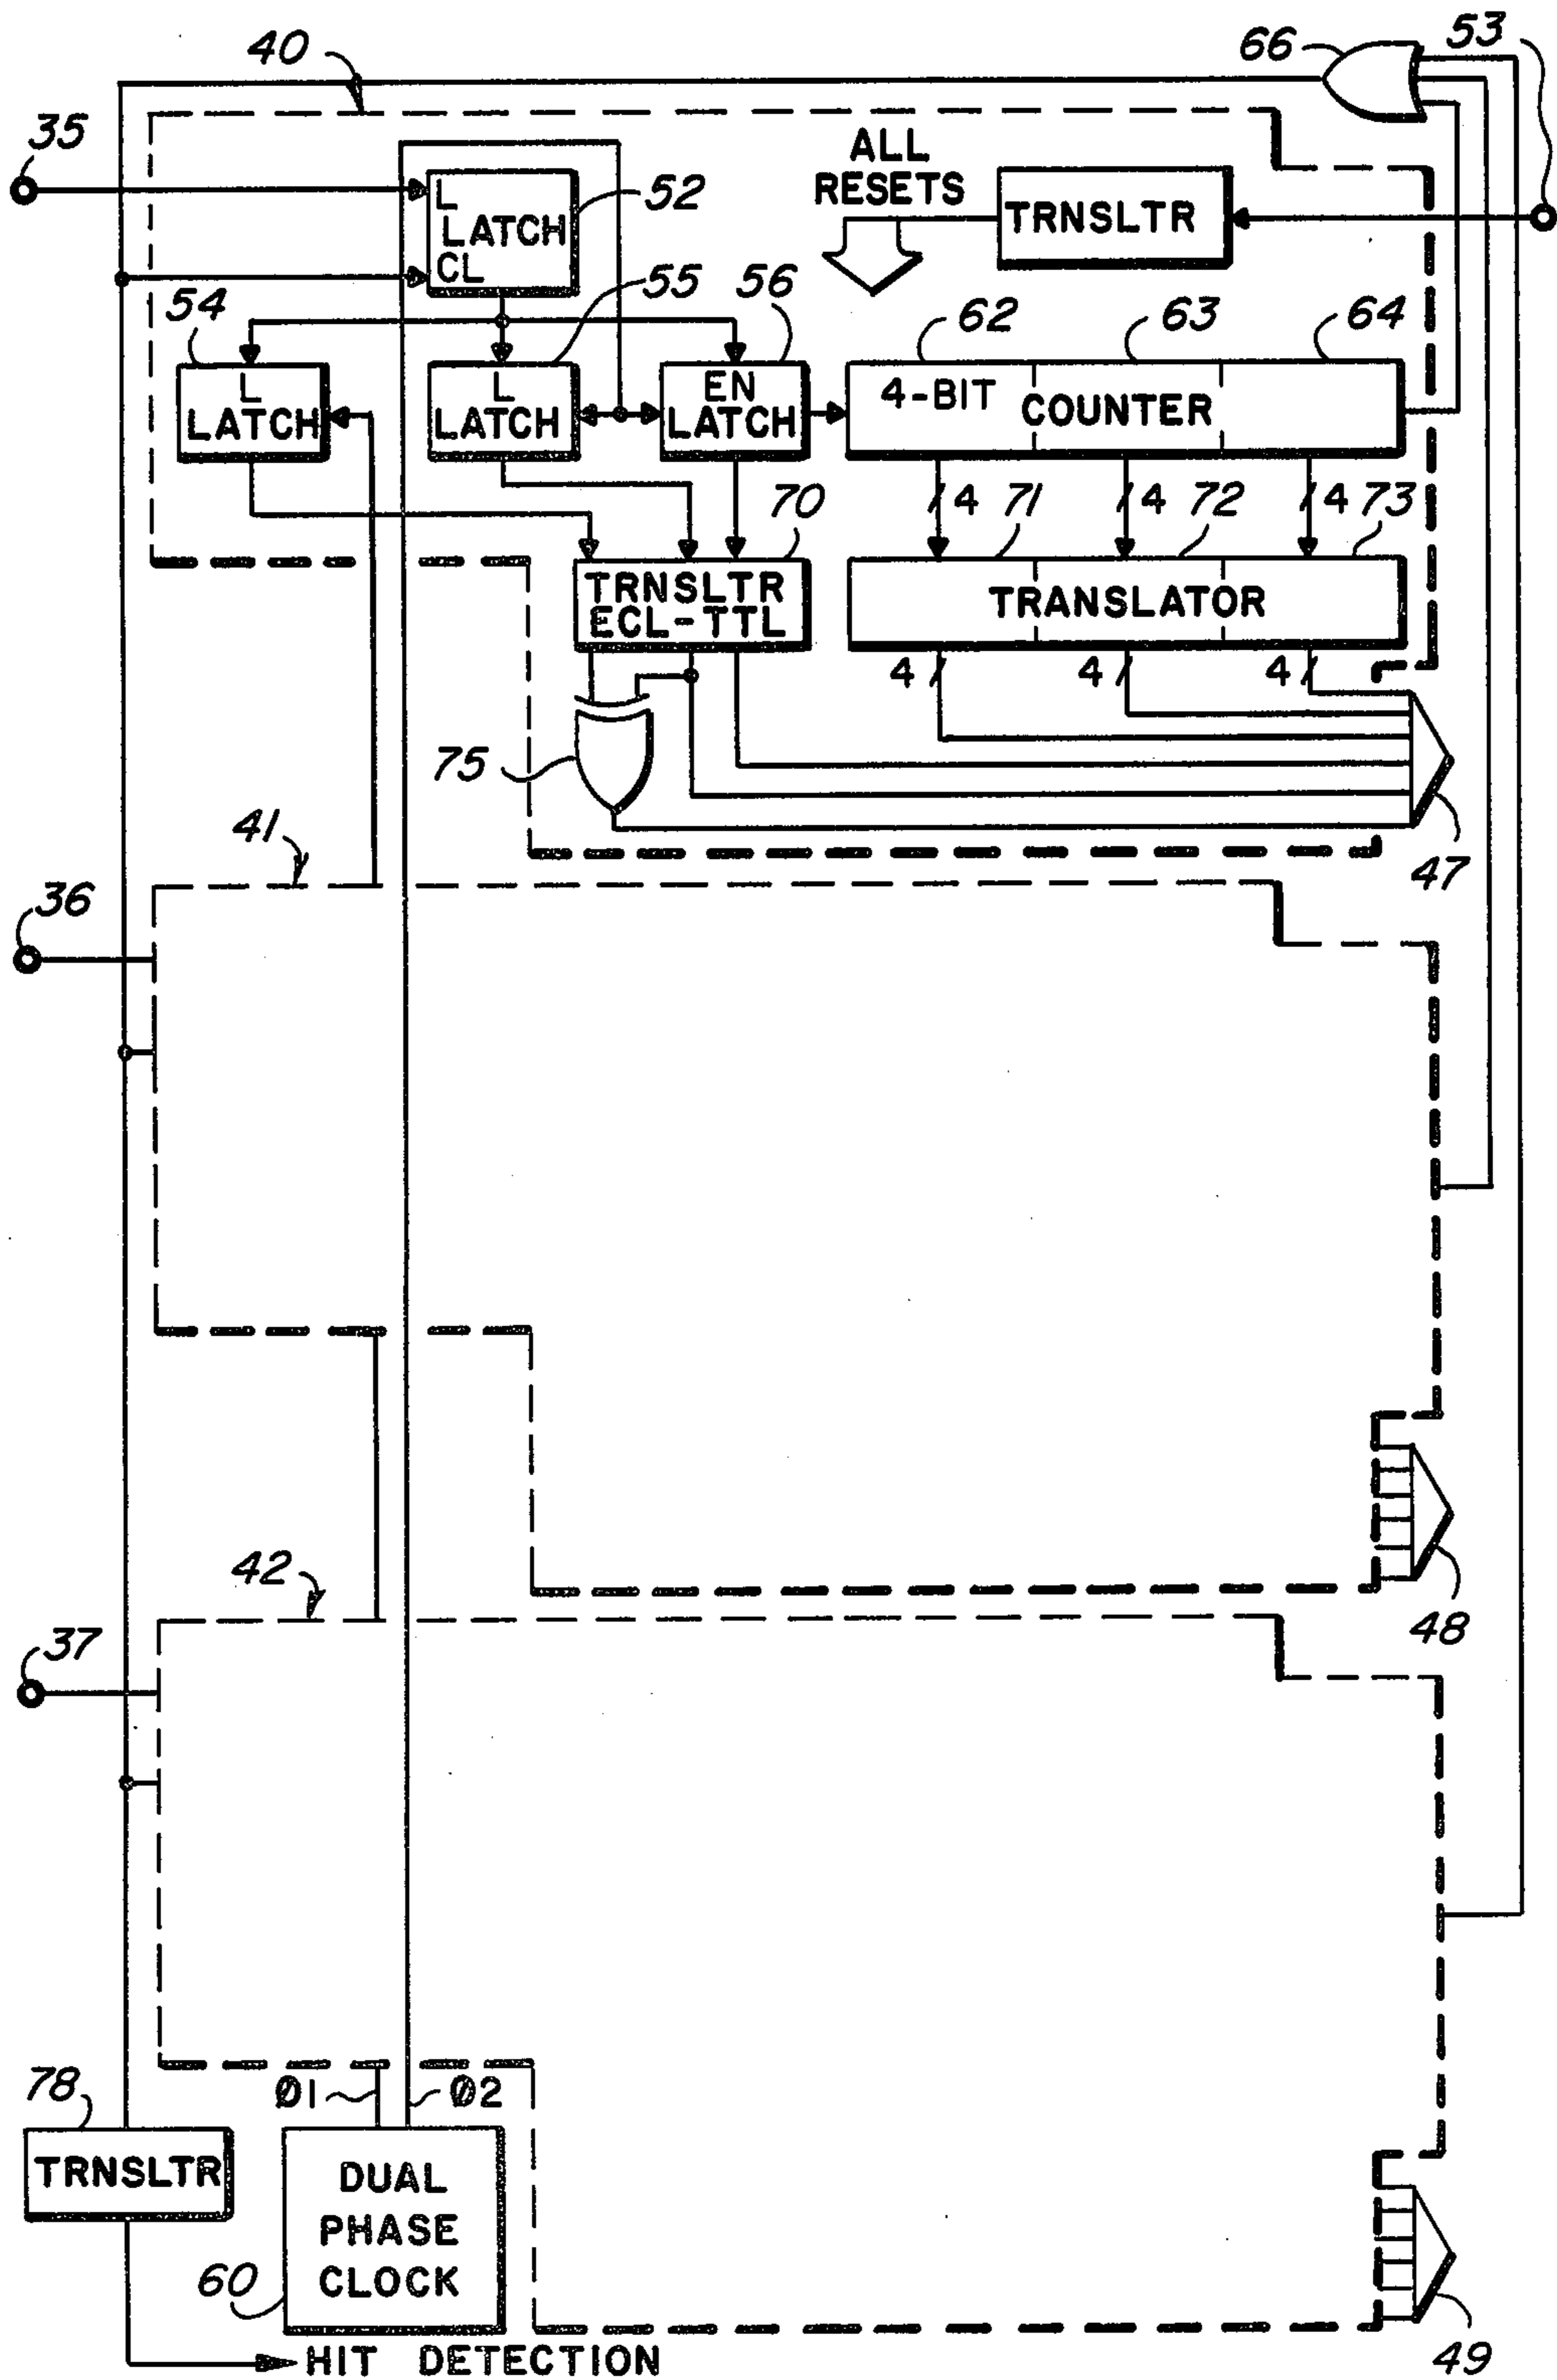 40
66
53
35
ALL
RESETS
L
LATCH
CL
52
TRNSLTR
54
55
56
62
63
64
L
LATCH
L
LATCH
EN
LATCH
4-BIT COUNTER
70
4
71
4
72
4
73
TRNSLTR
ECL-TTL
TRANSLATOR
4
4
4
75
47
41
36
48
42
37
78
Ø1
Ø2
TRNSLTR
DUAL
PHASE
CLOCK
60
49
HIT DETECTION